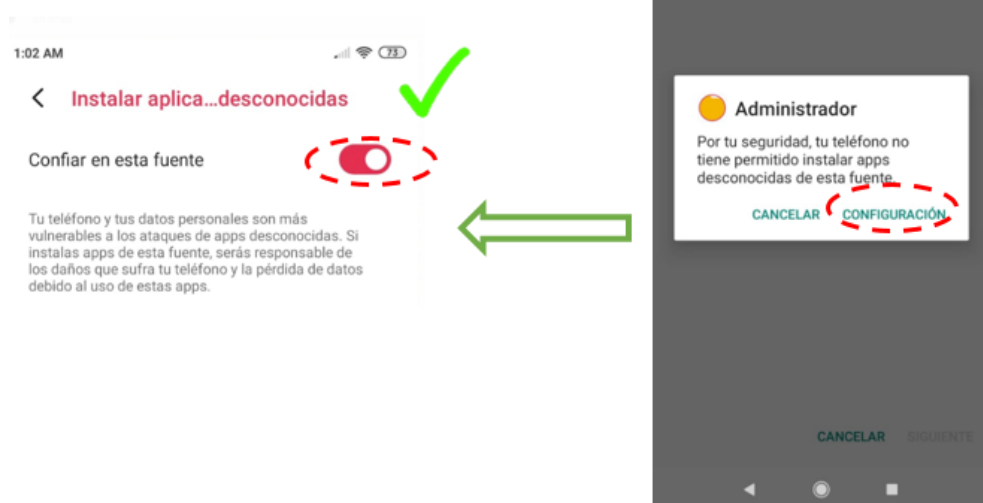 1:02 AM
73
Instalar aplica...desconocidas
Confiar en esta fuente
Tu teléfono y tus datos personales son más
vulnerables a los ataques de apps desconocidas. Si
instalas apps de esta fuente, serás responsable de
los daños que sufra tu teléfono y la pérdida de datos
debido al uso de estas apps.
Administrador
Por tu seguridad, tu teléfono no
tiene permitido instalar apps
desconocidas de esta fuente.
CANCELAR CONFIGURACIÓN
CANCELAR SIGUIENTE